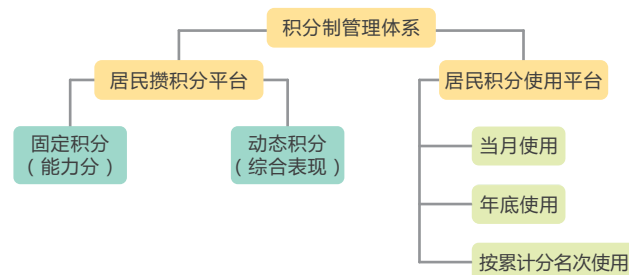 积分制管理体系
居民攒积分平台
居民积分使用平台
固定积分
（能力分）
动态积分
（综合表现）
当月使用
年底使用
按累计分名次使用